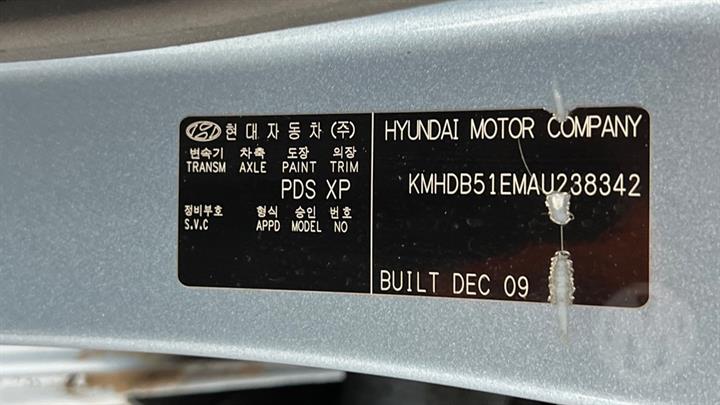 현대자동차(주)
변속기 차축 도장 의장
TRANSM AXLE PAINT TRIM
PDS XP
정비부호 형식 승인 번호
S.V.C APPD MODEL NO
HYUNDAI MOTOR COMPANY
KMHDB51EMAU238342
BUILT DEC 09